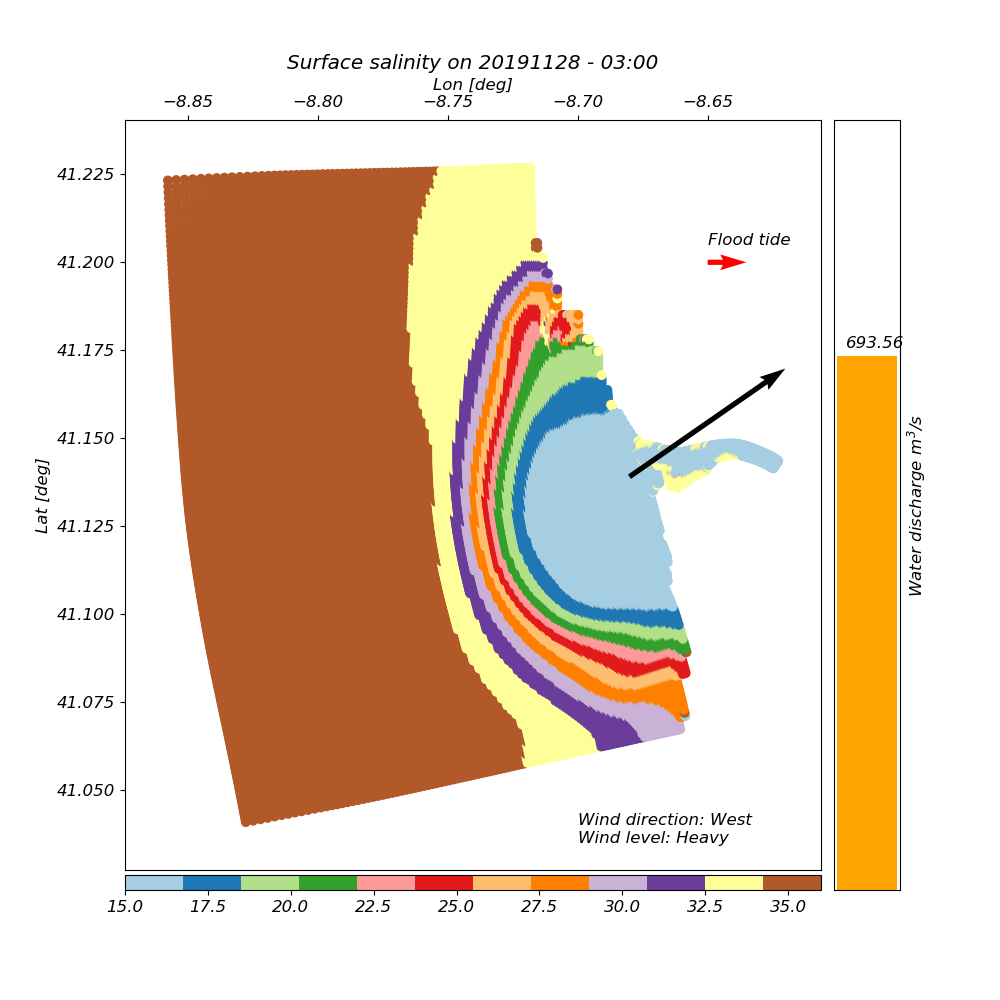 Surface salinity on 20191128 - 03:00
Lon [deg]
−8.85 −8.80 −8.75 −8.70 −8.65
41.225
41.200
41.175
41.150
41.125
41.100
41.075
41.050
Lat [deg]
Flood tide
693.56
Water discharge m³/s
Wind direction: West
Wind level: Heavy
15.0 17.5 20.0 22.5 25.0 27.5 30.0 32.5 35.0